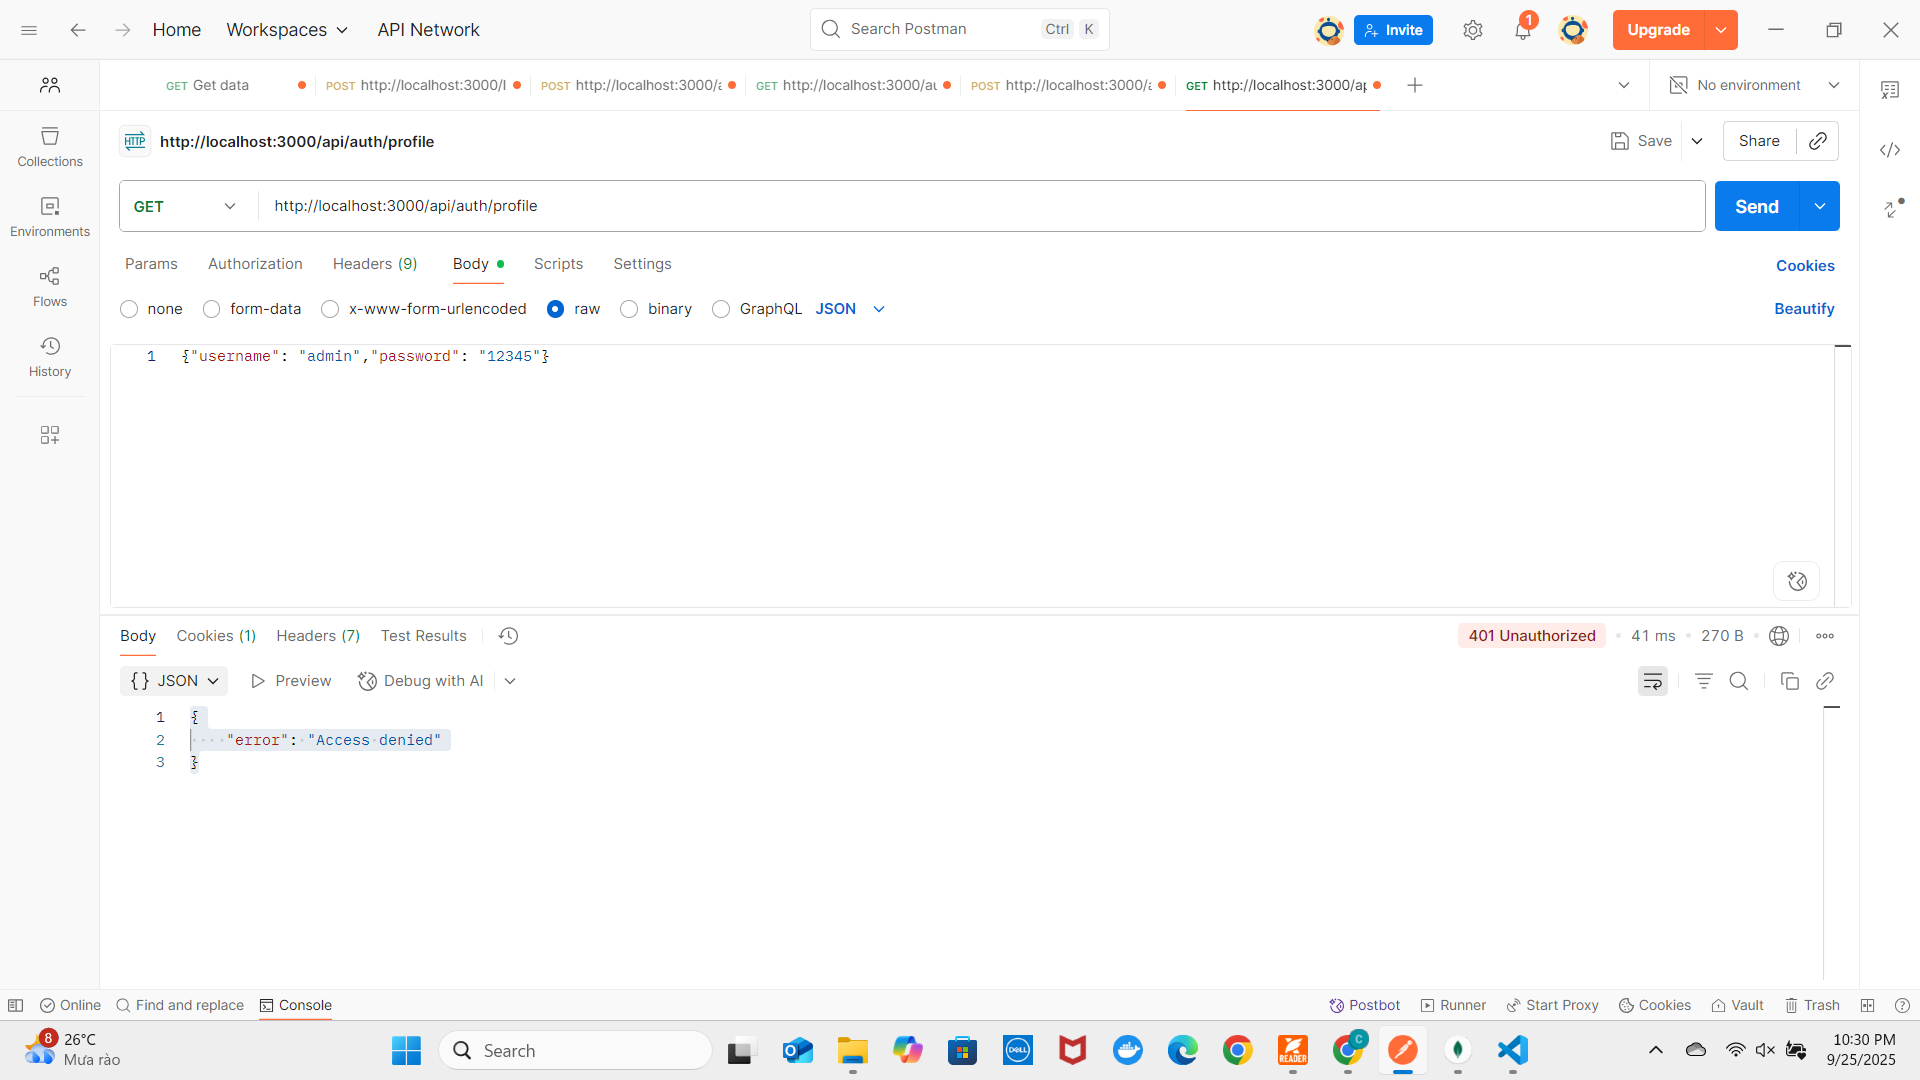 Home Workspaces API Network Search Postman Ctrl K Invite 1 Upgrade
GET Get data POST http://localhost:3000/l POST http://localhost:3000/a GET http://localhost:3000/au POST http://localhost:3000/a GET http://localhost:3000/ap No environment
HTTP http://localhost:3000/api/auth/profile Save Share
GET http://localhost:3000/api/auth/profile Send
Params Authorization Headers (9) Body Scripts Settings Cookies
none form-data x-www-form-urlencoded raw binary GraphQL JSON Beautify
1 {"username": "admin","password": "12345"}
Collections
Environments
Flows
History
Body Cookies (1) Headers (7) Test Results 401 Unauthorized 41 ms 270 B
{} JSON Preview Debug with AI
1 {
2 "error": "Access denied"
3 }
Online Find and replace Console Postbot Runner Start Proxy Cookies Vault Trash
8 26°C
Mưa rào
Search
DELL
READER
C
10:30 PM
9/25/2025